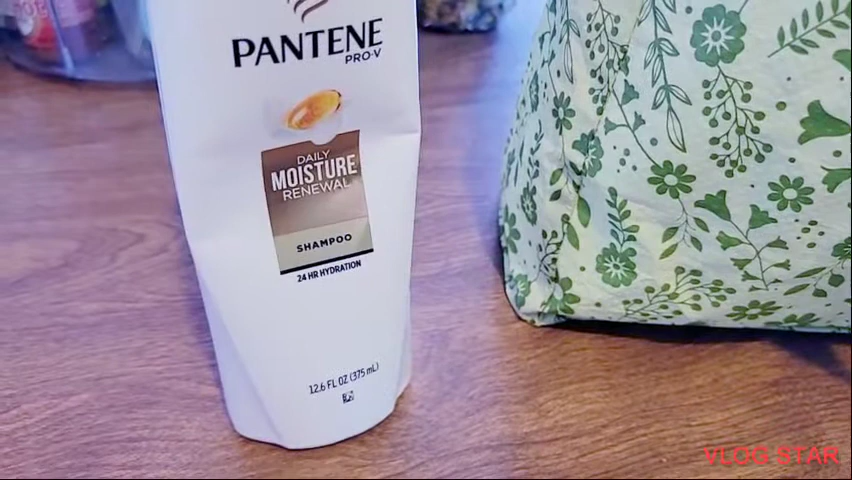 PANTENE
PRO-V
DAILY
MOISTURE
RENEWAL
SHAMPOO
24 HR HYDRATION
12.6 FL OZ (375 mL)
VLOG STAR